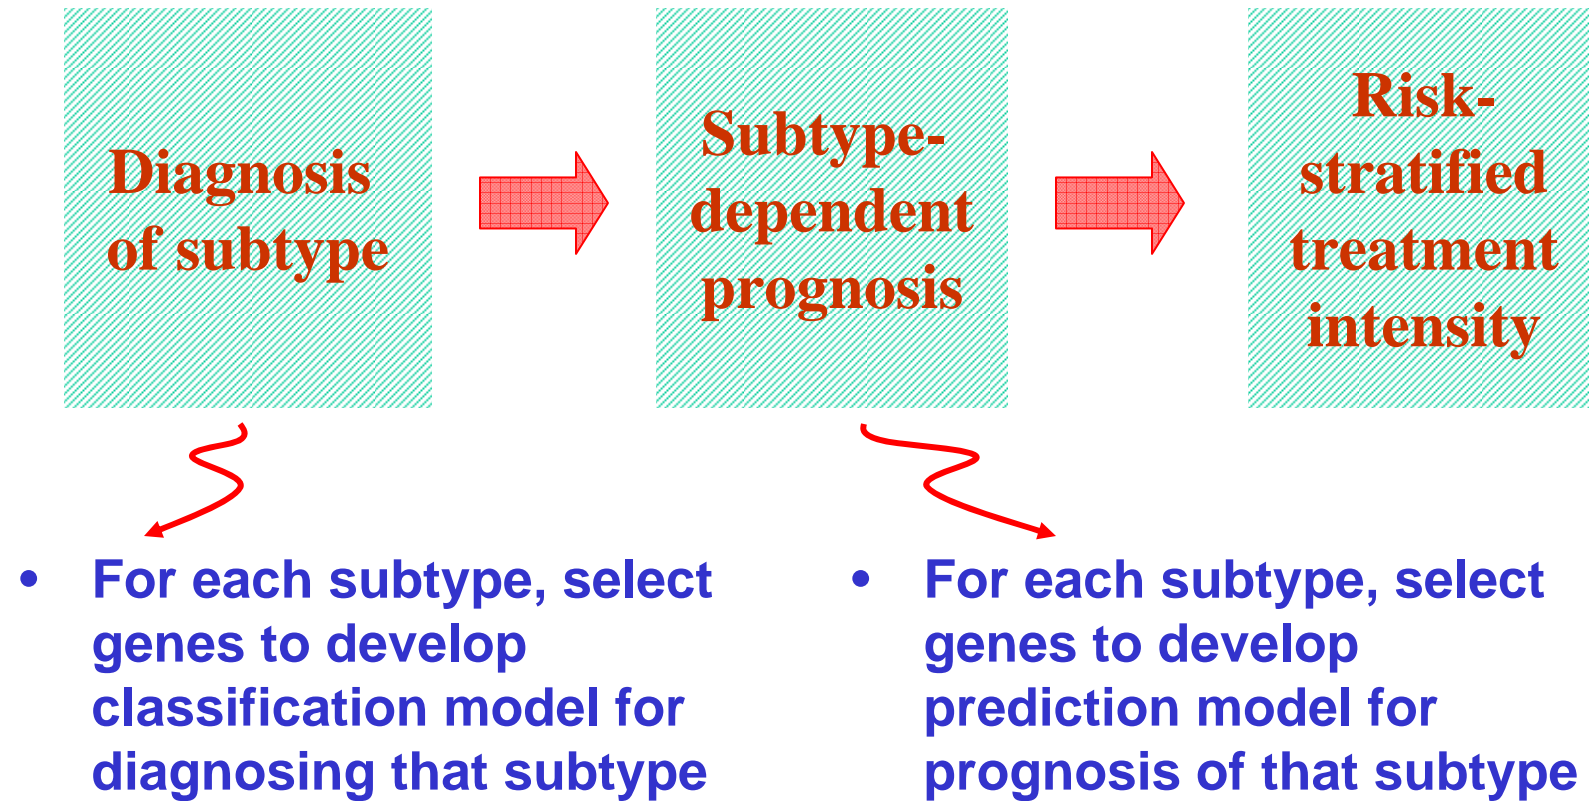 Diagnosis
of subtype
Subtype-
dependent
prognosis
Risk-
stratified
treatment
intensity
• For each subtype, select
genes to develop
classification model for
diagnosing that subtype
• For each subtype, select
genes to develop
prediction model for
prognosis of that subtype